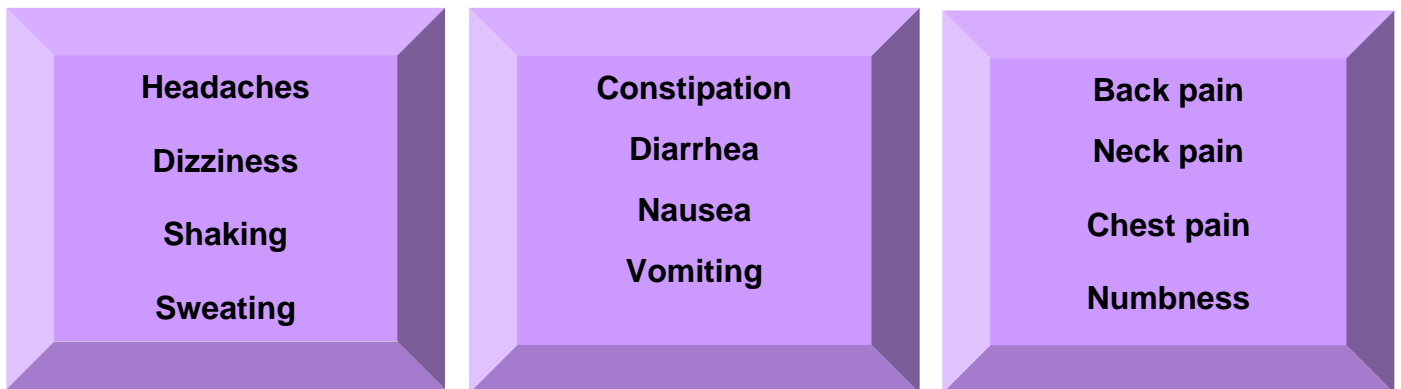 Headaches
Dizziness
Shaking
Sweating
Constipation
Diarrhea
Nausea
Vomiting
Back pain
Neck pain
Chest pain
Numbness